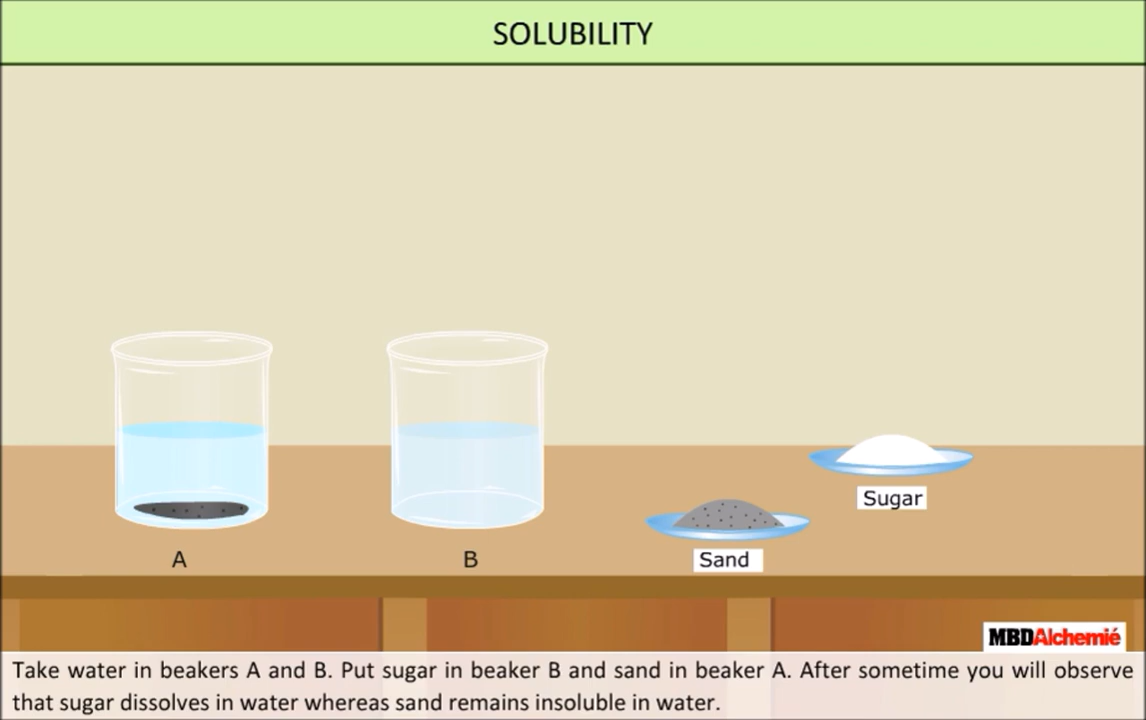 SOLUBILITY
Sugar
A
B
Sand
MBDAlchemié
Take water in beakers A and B. Put sugar in beaker B and sand in beaker A. After sometime you will observe
that sugar dissolves in water whereas sand remains insoluble in water.